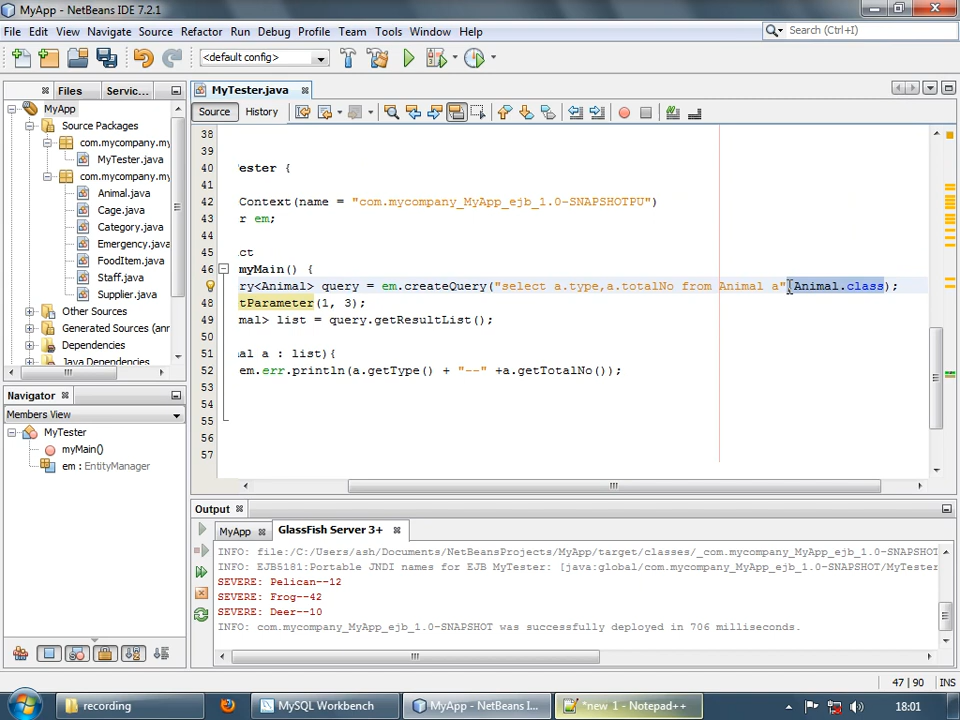 MyApp - NetBeans IDE 7.2.1
File Edit View Navigate Source Refactor Run Debug Profile Team Tools Window Help
Search (Ctrl+I)
<default config>
Files Servic...
MyTester.java
MyApp
Source Packages
com.mycompany.my
MyTester.java
com.mycompany.my
Animal.java
Cage.java
Category.java
Emergency.java
FoodItem.java
Staff.java
Supplier.java
Other Sources
Generated Sources (ann
Dependencies
Java Dependencies
Source History
38
39
40 'ester {
41
42 Context(name = "com.mycompany_MyApp_ejb_1.0-SNAPSHOTPU")
43 r em;
44
45 ct
46 myMain() {
ry<Animal> query = em.createQuery("select a.type,a.totalNo from Animal a",Animal.class);
48 tParameter(1, 3);
49 mal> list = query.getResultList();
50
51 al a : list){
52 em.err.println(a.getType() + "--" +a.getTotalNo());
53
54
55
56
57
Navigator
Members View
MyTester
myMain()
em : EntityManager
Output
MyApp GlassFish Server 3+
INFO: file:/C:/Users/ash/Documents/NetBeansProjects/MyApp/target/classes/_com.mycompany_MyApp_ejb_1.0-SNAPSHOT
INFO: EJB5181:Portable JNDI names for EJB MyTester: [java:global/com.mycompany_MyApp_ejb_1.0-SNAPSHOT/MyTester
SEVERE: Pelican--12
SEVERE: Frog--42
SEVERE: Deer--10
INFO: com.mycompany_MyApp_ejb_1.0-SNAPSHOT was successfully deployed in 706 milliseconds.
47 | 90 INS
recording
MySQL Workbench
MyApp - NetBeans I...
*new 1 - Notepad++
18:01